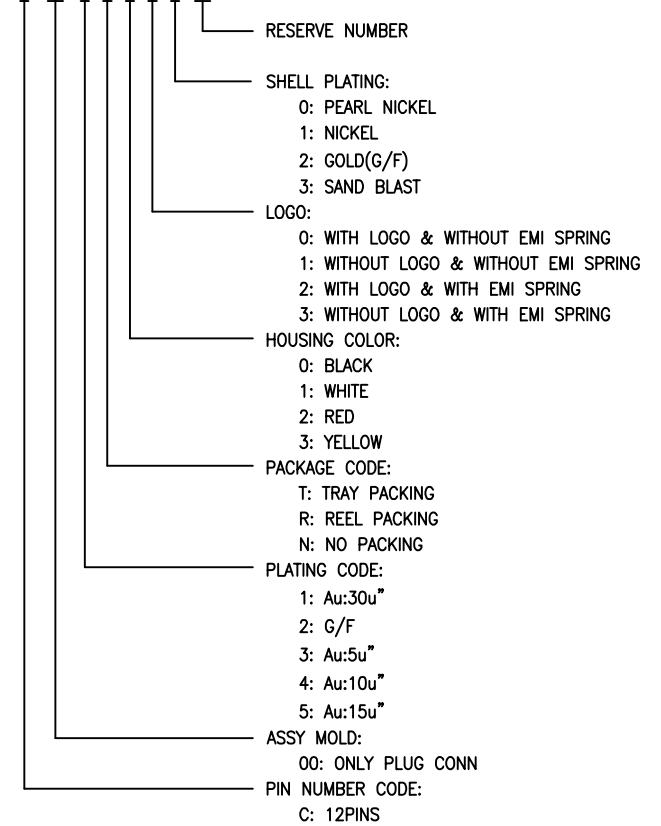 RESERVE NUMBER
SHELL PLATING:
0: PEARL NICKEL
1: NICKEL
2: GOLD(G/F)
3: SAND BLAST
LOGO:
0: WITH LOGO & WITHOUT EMI SPRING
1: WITHOUT LOGO & WITHOUT EMI SPRING
2: WITH LOGO & WITH EMI SPRING
3: WITHOUT LOGO & WITH EMI SPRING
HOUSING COLOR:
0: BLACK
1: WHITE
2: RED
3: YELLOW
PACKAGE CODE:
T: TRAY PACKING
R: REEL PACKING
N: NO PACKING
PLATING CODE:
1: Au:30u"
2: G/F
3: Au:5u"
4: Au:10u"
5: Au:15u"
ASSY MOLD:
00: ONLY PLUG CONN
PIN NUMBER CODE:
C: 12PINS